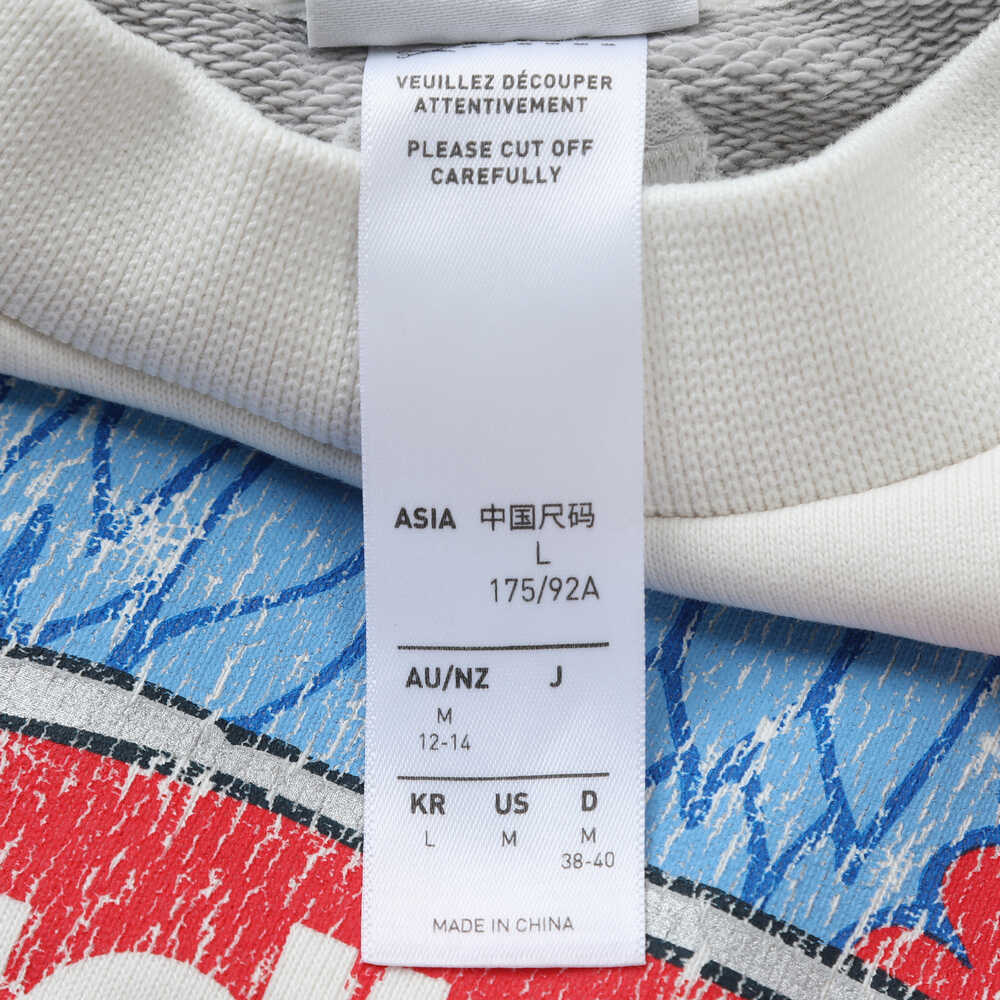 VEUILLEZ DÉCOUPER
ATTENTIVEMENT
PLEASE CUT OFF
CAREFULLY
ASIA 中国尺码
L
175/92A
AU/NZ J
M
12-14
KR US D
L M M
38-40
MADE IN CHINA